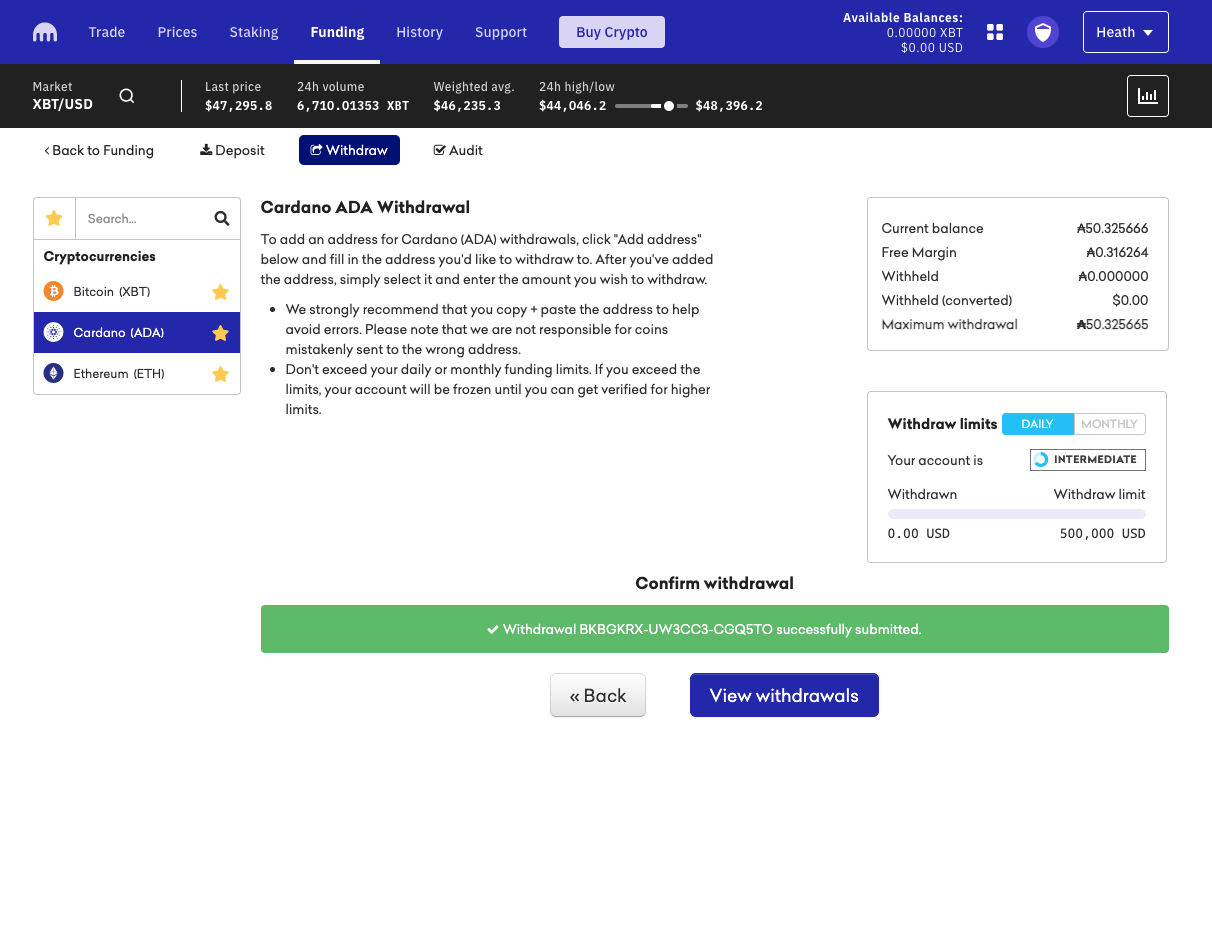 Trade Prices Staking Funding History Support Buy Crypto
Available Balances:
0.00000 XBT
$0.00 USD
Heath
Market
XBT/USD
Last price
$47,295.8
24h volume
6,710.01353 XBT
Weighted avg.
$46,235.3
24h high/low
$44,046.2 $48,396.2
‹ Back to Funding Deposit Withdraw Audit
Search...
Cryptocurrencies
Bitcoin (XBT)
Cardano (ADA)
Ethereum (ETH)
Cardano ADA Withdrawal
To add an address for Cardano (ADA) withdrawals, click "Add address"
below and fill in the address you'd like to withdraw to. After you've added
the address, simply select it and enter the amount you wish to withdraw.
• We strongly recommend that you copy + paste the address to help
avoid errors. Please note that we are not responsible for coins
mistakenly sent to the wrong address.
• Don't exceed your daily or monthly funding limits. If you exceed the
limits, your account will be frozen until you can get verified for higher
limits.
Current balance ₳50.325666
Free Margin ₳0.316264
Withheld ₳0.000000
Withheld (converted) $0.00
Maximum withdrawal ₳50.325665
Withdraw limits DAILY MONTHLY
Your account is INTERMEDIATE
Withdrawn Withdraw limit
0.00 USD 500,000 USD
Confirm withdrawal
✓ Withdrawal BKBGKRX-UW3CC3-CGQ5TO successfully submitted.
« Back View withdrawals